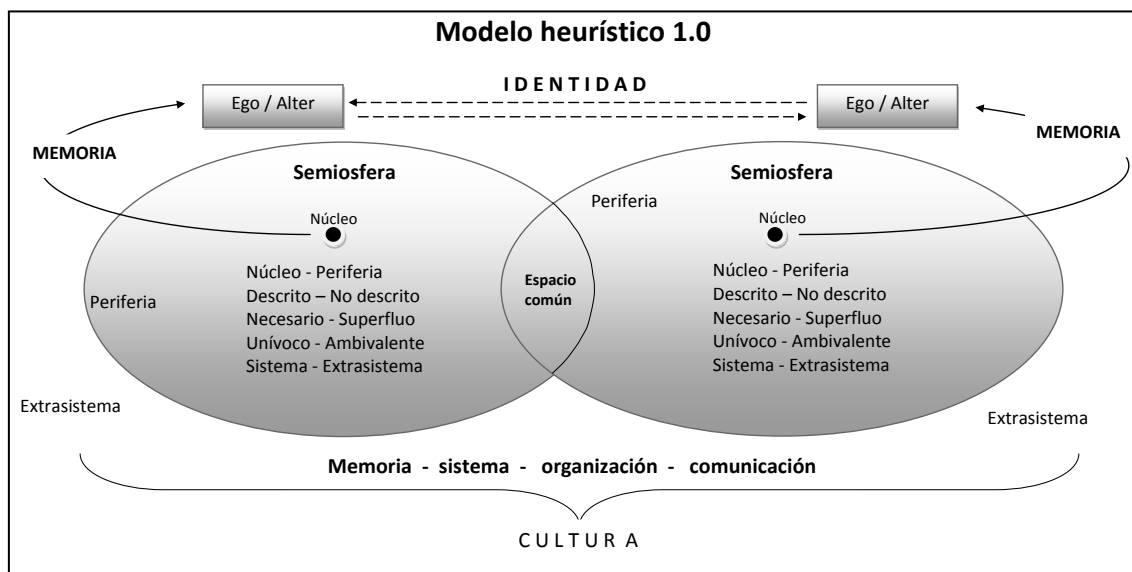 Modelo heurístico 1.0
I D E N T I D A D
Ego / Alter
Ego / Alter
MEMORIA
MEMORIA
Semiosfera
Semiosfera
Periferia
Núcleo
Núcleo
Núcleo - Periferia
Descrito – No descrito
Necesario - Superfluo
Unívoco - Ambivalente
Sistema - Extrasistema
Periferia
Espacio
común
Núcleo - Periferia
Descrito – No descrito
Necesario - Superfluo
Unívoco - Ambivalente
Sistema - Extrasistema
Extrasistema
Extrasistema
Memoria - sistema - organización - comunicación
C U L T U R A